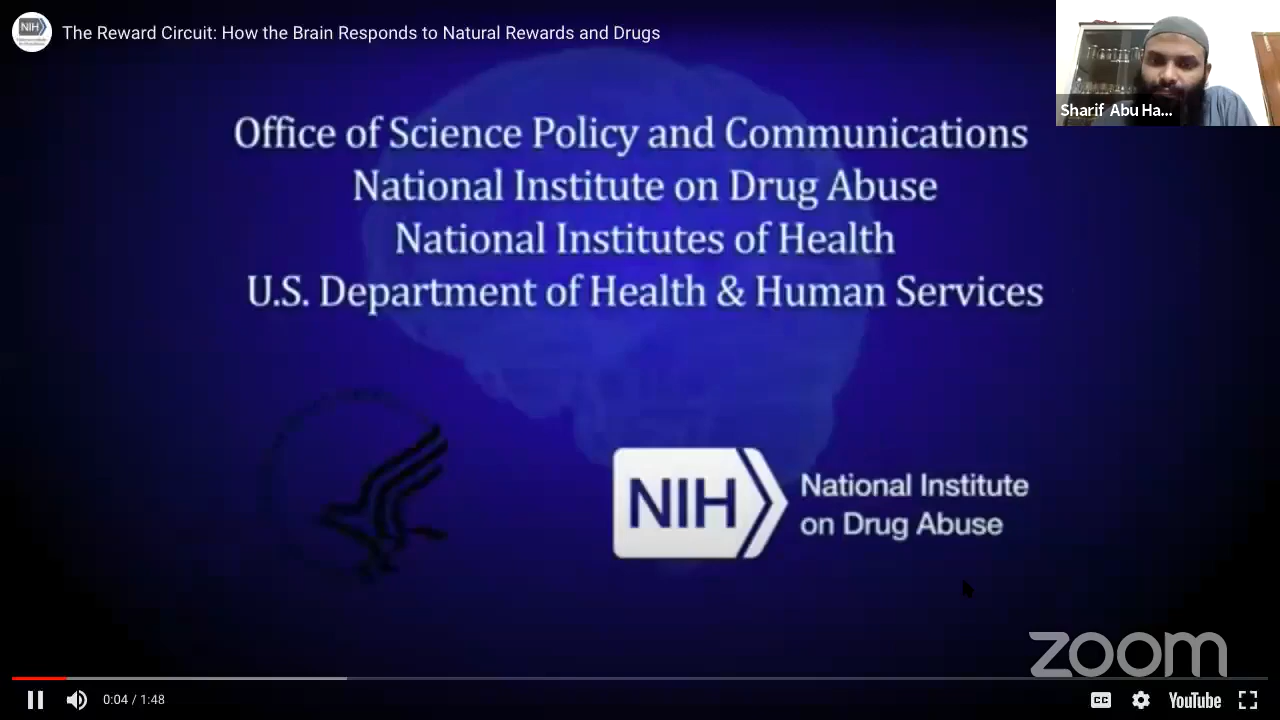 NIH
The Reward Circuit: How the Brain Responds to Natural Rewards and Drugs
Sharif Abu Ha...
Office of Science Policy and Communications
National Institute on Drug Abuse
National Institutes of Health
U.S. Department of Health & Human Services
NIH
National Institute
on Drug Abuse
zoom
0:04 / 1:48
CC
YouTube